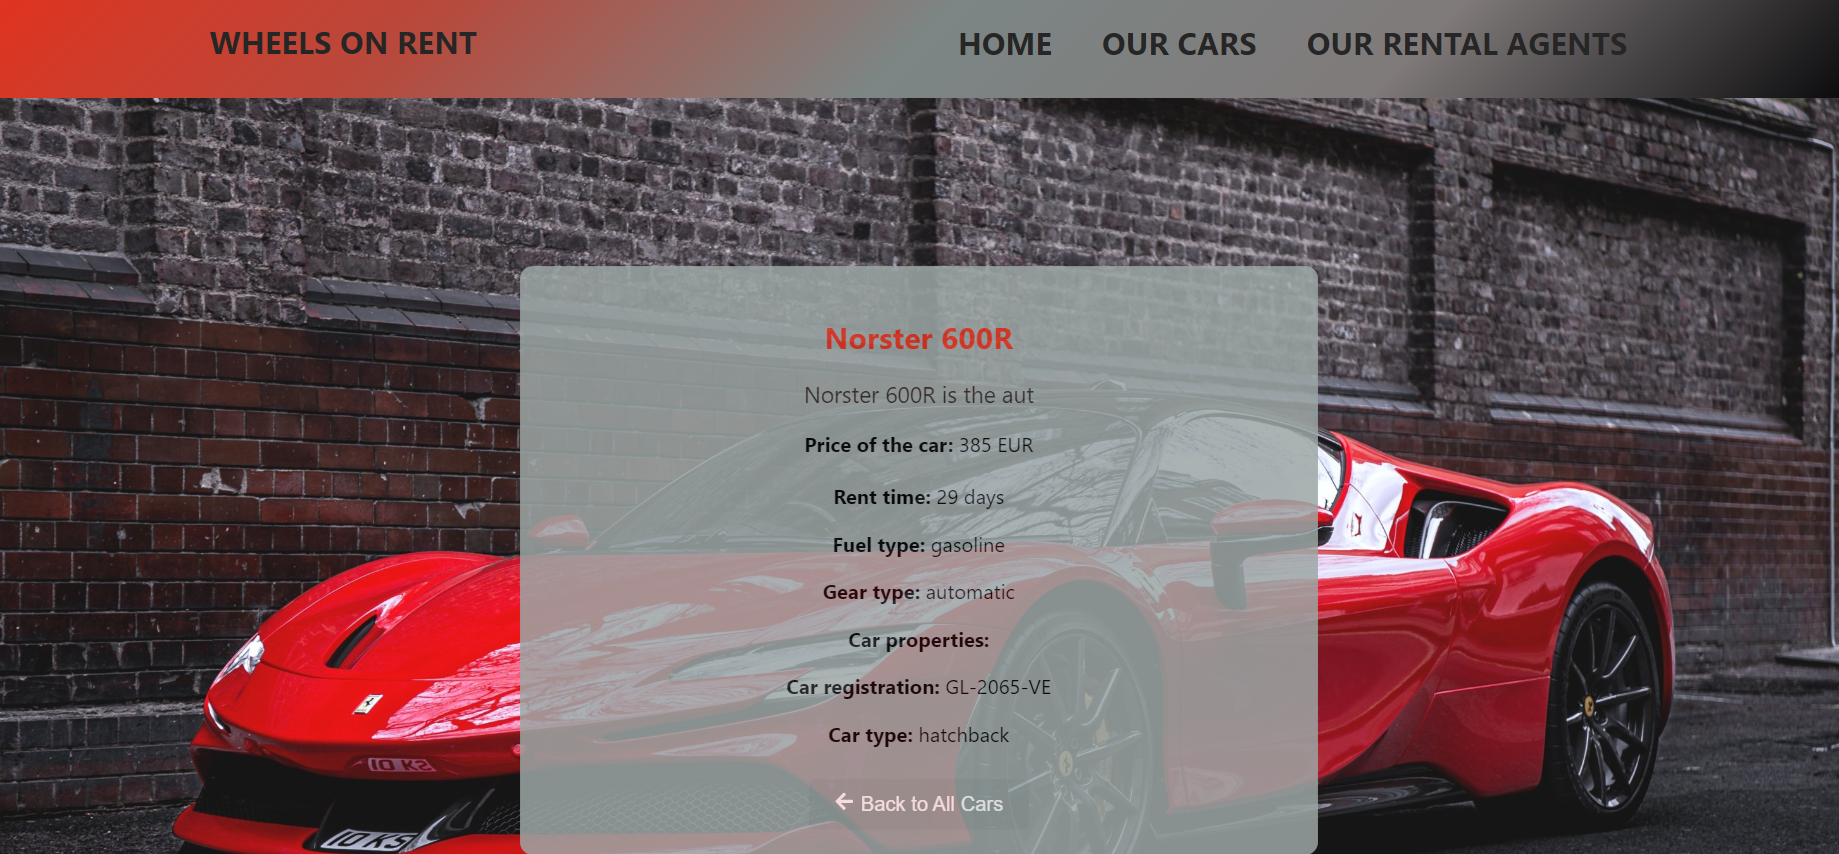 WHEELS ON RENT
HOME OUR CARS OUR RENTAL AGENTS
Norster 600R
Norster 600R is the aut
Price of the car: 385 EUR
Rent time: 29 days
Fuel type: gasoline
Gear type: automatic
Car properties:
Car registration: GL-2065-VE
Car type: hatchback
← Back to All Cars